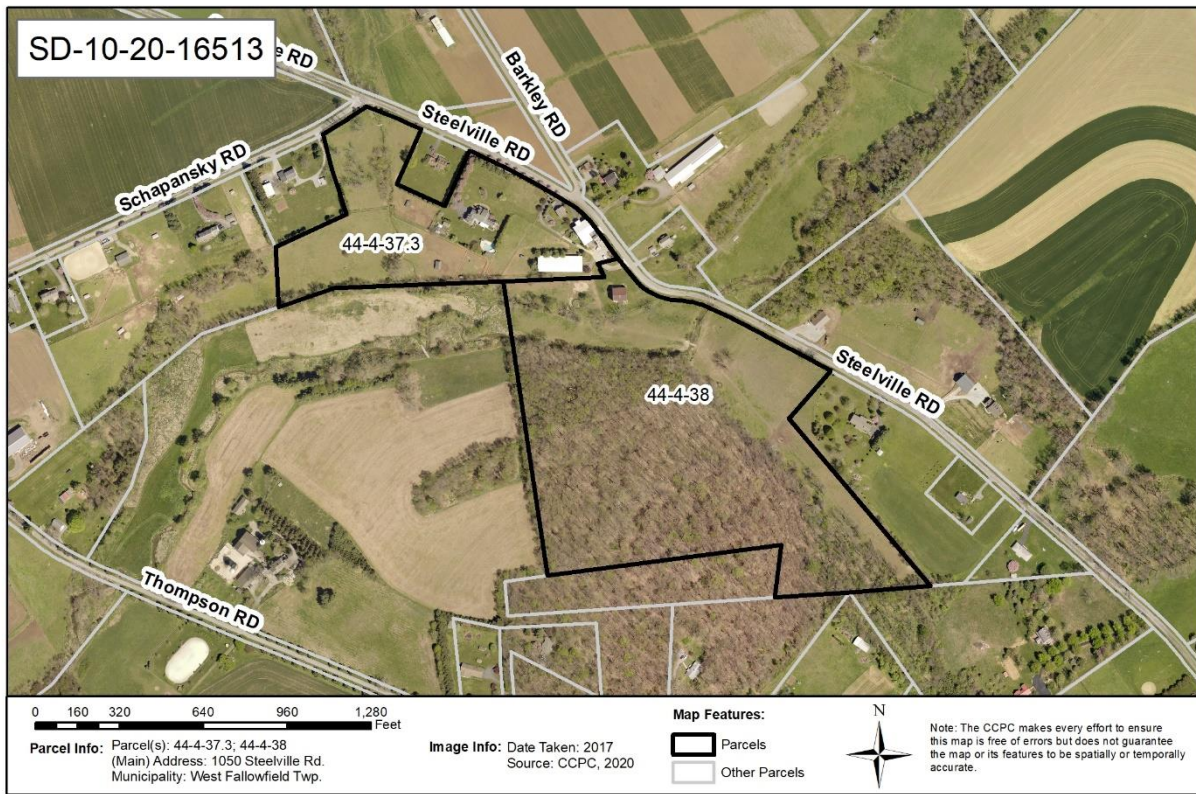 SD-10-20-16513
e RD
Steelville RD
Barkley RD
Schapansky RD
44-4-37.3
44-4-38
Steelville RD
Thompson RD
0 160 320 640 960 1,280
Feet
Parcel Info: Parcel(s): 44-4-37.3; 44-4-38
(Main) Address: 1050 Steelville Rd.
Municipality: West Fallowfield Twp.
Image Info: Date Taken: 2017
Source: CCPC, 2020
Map Features:
Parcels
Other Parcels
N
Note: The CCPC makes every effort to ensure
this map is free of errors but does not guarantee
the map or its features to be spatially or temporally
accurate.